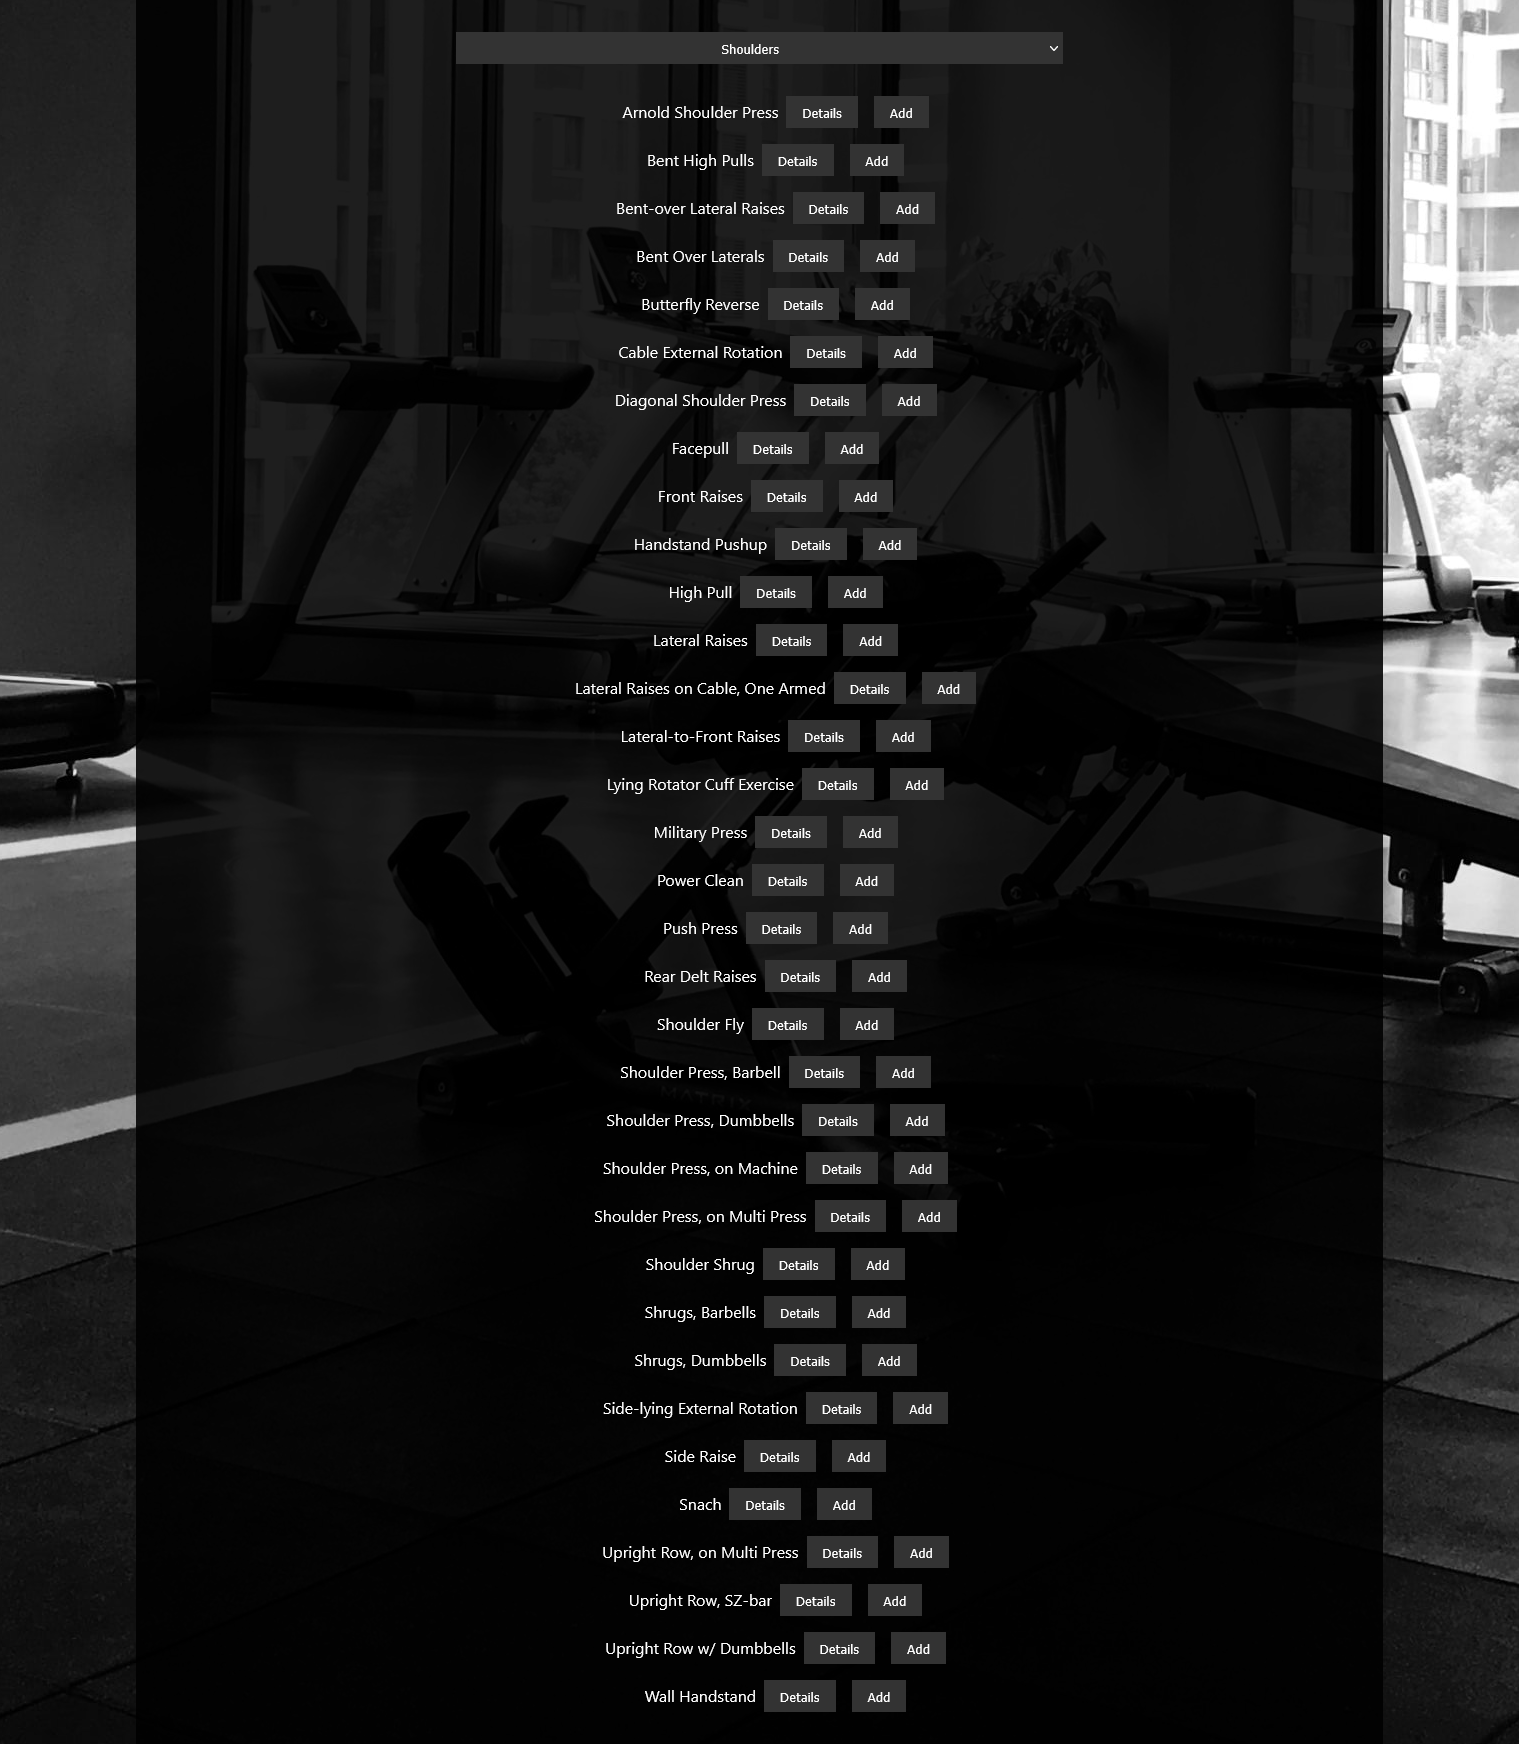 Shoulders
Arnold Shoulder Press Details Add
Bent High Pulls Details Add
Bent-over Lateral Raises Details Add
Bent Over Laterals Details Add
Butterfly Reverse Details Add
Cable External Rotation Details Add
Diagonal Shoulder Press Details Add
Facepull Details Add
Front Raises Details Add
Handstand Pushup Details Add
High Pull Details Add
Lateral Raises Details Add
Lateral Raises on Cable, One Armed Details Add
Lateral-to-Front Raises Details Add
Lying Rotator Cuff Exercise Details Add
Military Press Details Add
Power Clean Details Add
Push Press Details Add
Rear Delt Raises Details Add
Shoulder Fly Details Add
Shoulder Press, Barbell Details Add
MATRIX
Shoulder Press, Dumbbells Details Add
Shoulder Press, on Machine Details Add
Shoulder Press, on Multi Press Details Add
Shoulder Shrug Details Add
Shrugs, Barbells Details Add
Shrugs, Dumbbells Details Add
Side-lying External Rotation Details Add
Side Raise Details Add
Snach Details Add
Upright Row, on Multi Press Details Add
Upright Row, SZ-bar Details Add
Upright Row w/ Dumbbells Details Add
Wall Handstand Details Add